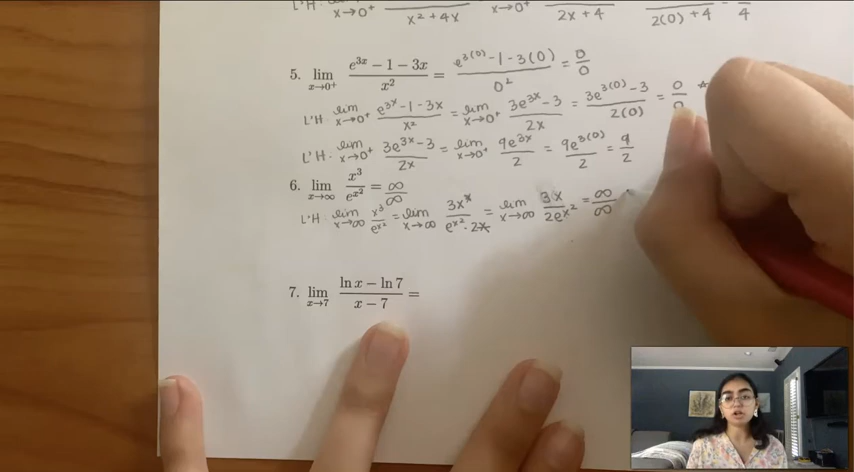 L'H: lim x→0⁺ / x² + 4x x→0⁺ / 2x + 4 / 2(0) + 4 4
5. lim x→0⁺ (e^{3x} − 1 − 3x)/x² = (e^{3(0)} − 1 − 3(0))/0² = 0/0
L'H: lim x→0⁺ (e^{3x} − 1 − 3x)/x² = lim x→0⁺ (3e^{3x} − 3)/2x = (3e^{3(0)} − 3)/2(0) = 0/0
L'H: lim x→0⁺ (3e^{3x} − 3)/2x = lim x→0⁺ 9e^{3x}/2 = 9e^{3(0)}/2 = 9/2
6. lim x→∞ x³/e^{x²} = ∞/∞
L'H: lim x→∞ x³/e^{x²} = lim x→∞ 3x²/(e^{x²} · 2x) = lim x→∞ 3x/2e^{x²} = ∞/∞
7. lim x→7 (ln x − ln 7)/(x − 7) =